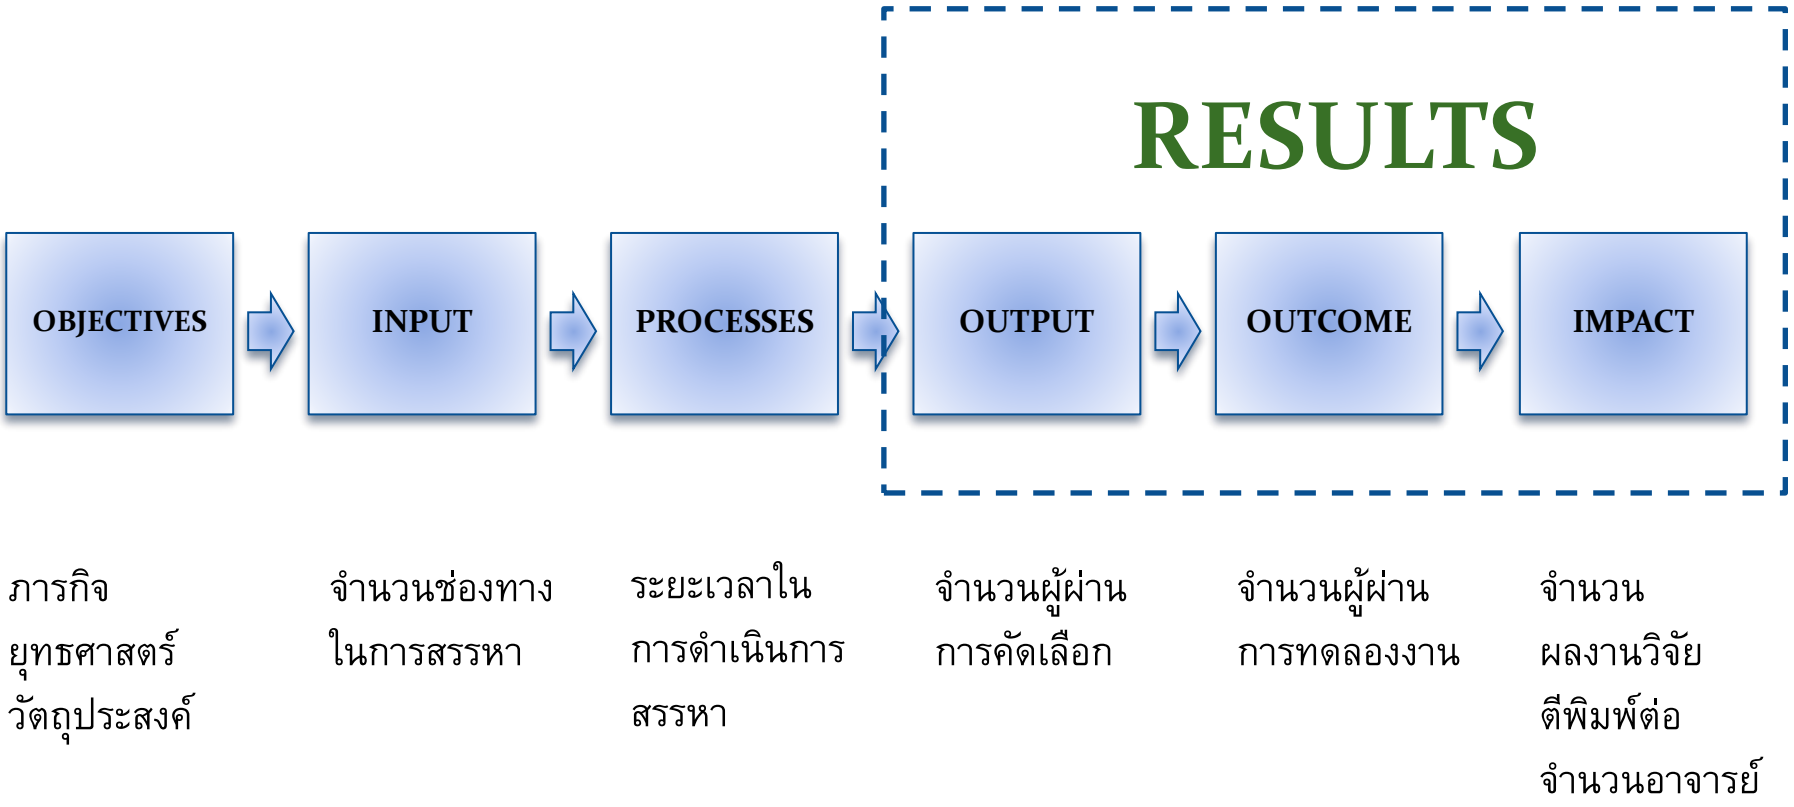 RESULTS
OBJECTIVES
INPUT
PROCESSES
OUTPUT
OUTCOME
IMPACT
ภารกิจ
ยุทธศาสตร์
วัตถุประสงค์
จำนวนช่องทาง
ในการสรรหา
ระยะเวลาใน
การดำเนินการ
สรรหา
จำนวนผู้ผ่าน
การคัดเลือก
จำนวนผู้ผ่าน
การทดลองงาน
จำนวน
ผลงานวิจัย
ตีพิมพ์ต่อ
จำนวนอาจารย์